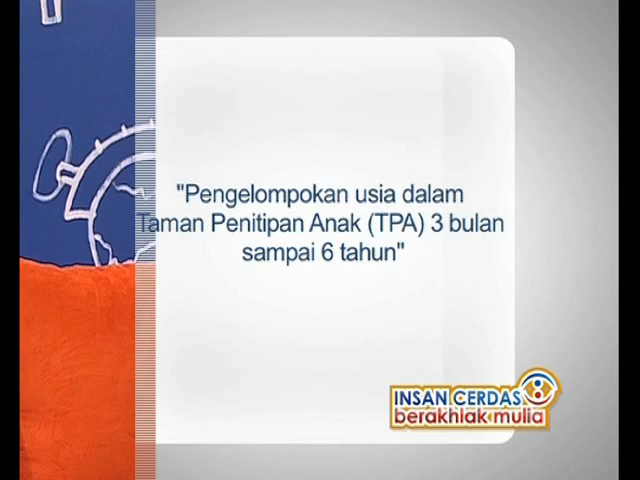 "Pengelompokan usia dalam
Taman Penitipan Anak (TPA) 3 bulan
sampai 6 tahun"
INSAN CERDAS
berakhlak mulia